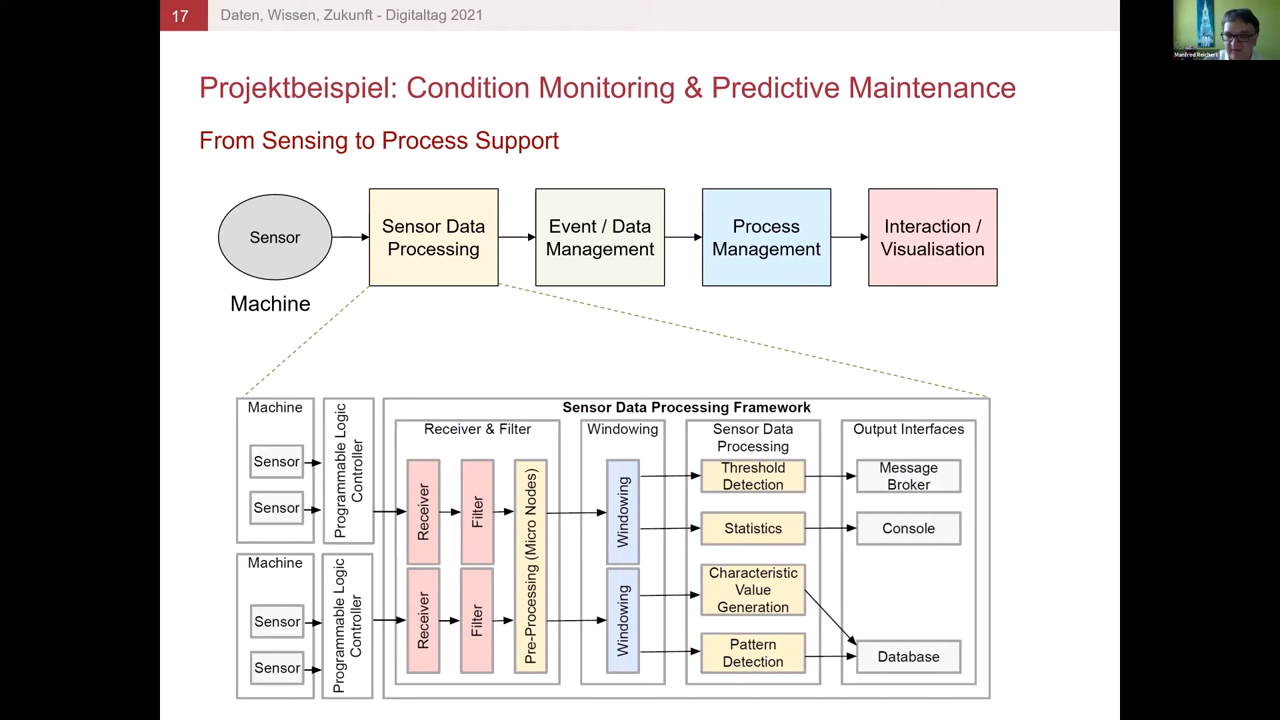 17
Daten, Wissen, Zukunft - Digitaltag 2021
Manfred Reichert
Projektbeispiel: Condition Monitoring & Predictive Maintenance
From Sensing to Process Support
Sensor
Machine
Sensor Data
Processing
Event / Data
Management
Process
Management
Interaction /
Visualisation
Machine
Sensor
Sensor
Programmable Logic
Controller
Machine
Sensor
Sensor
Programmable Logic
Controller
Sensor Data Processing Framework
Receiver & Filter
Receiver
Filter
Receiver
Filter
Pre-Processing (Micro Nodes)
Windowing
Windowing
Windowing
Sensor Data
Processing
Threshold
Detection
Statistics
Characteristic
Value
Generation
Pattern
Detection
Output Interfaces
Message
Broker
Console
Database